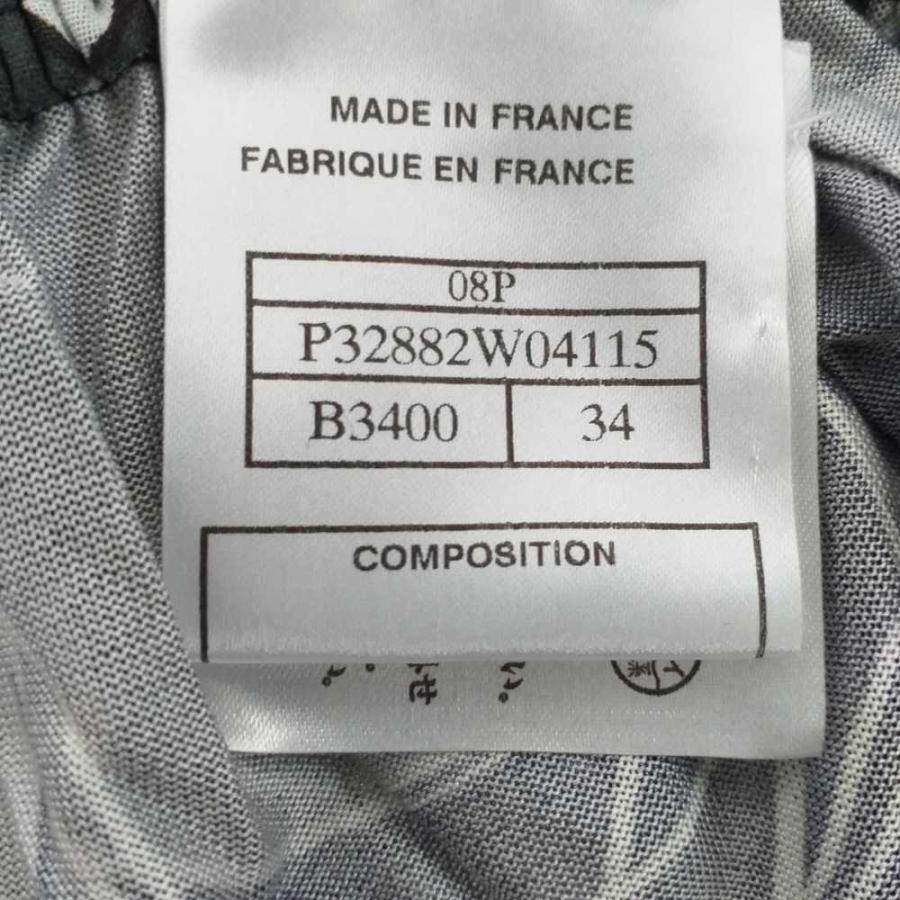 MADE IN FRANCE
FABRIQUE EN FRANCE
08P
P32882W04115
B3400 34
COMPOSITION